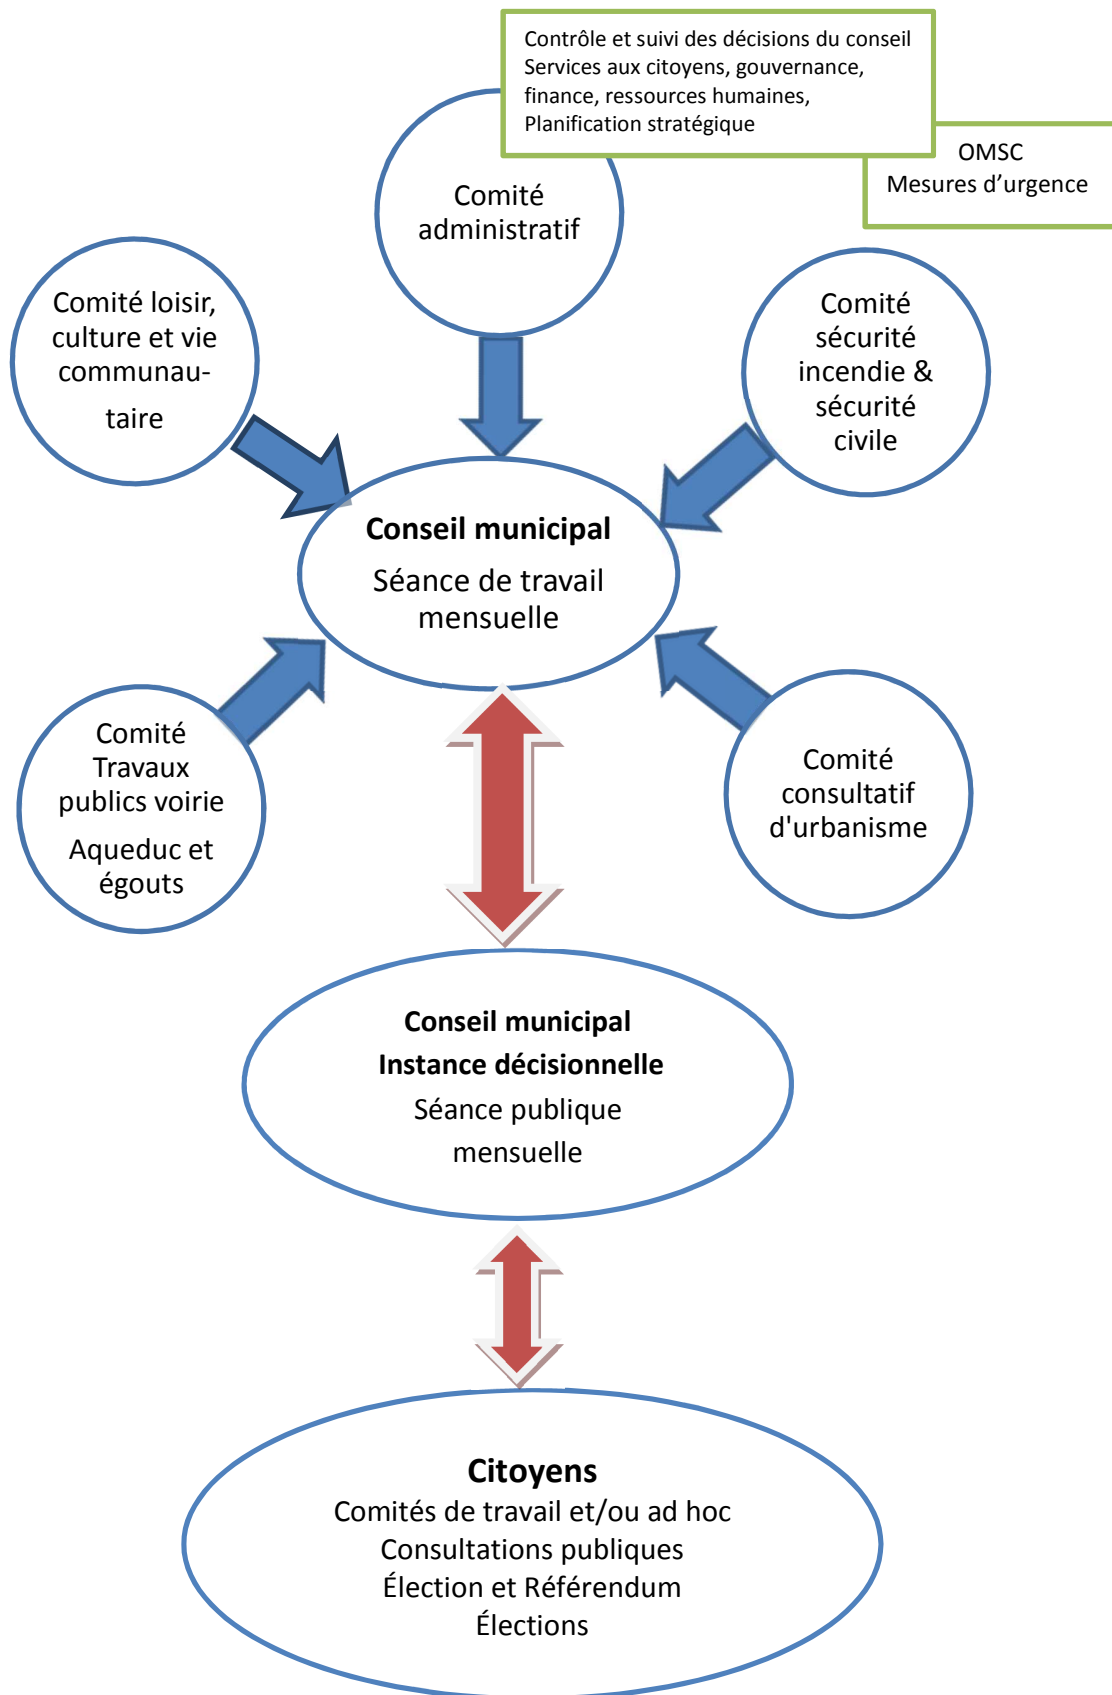 Contrôle et suivi des décisions du conseil
Services aux citoyens, gouvernance,
finance, ressources humaines,
Planification stratégique
OMSC
Mesures d’urgence
Comité
administratif
Comité loisir,
culture et vie
communau-
taire
Comité
sécurité
incendie &
sécurité
civile
Conseil municipal
Séance de travail
mensuelle
Comité
Travaux
publics voirie
Aqueduc et
égouts
Comité
consultatif
d'urbanisme
Conseil municipal
Instance décisionnelle
Séance publique
mensuelle
Citoyens
Comités de travail et/ou ad hoc
Consultations publiques
Élection et Référendum
Élections